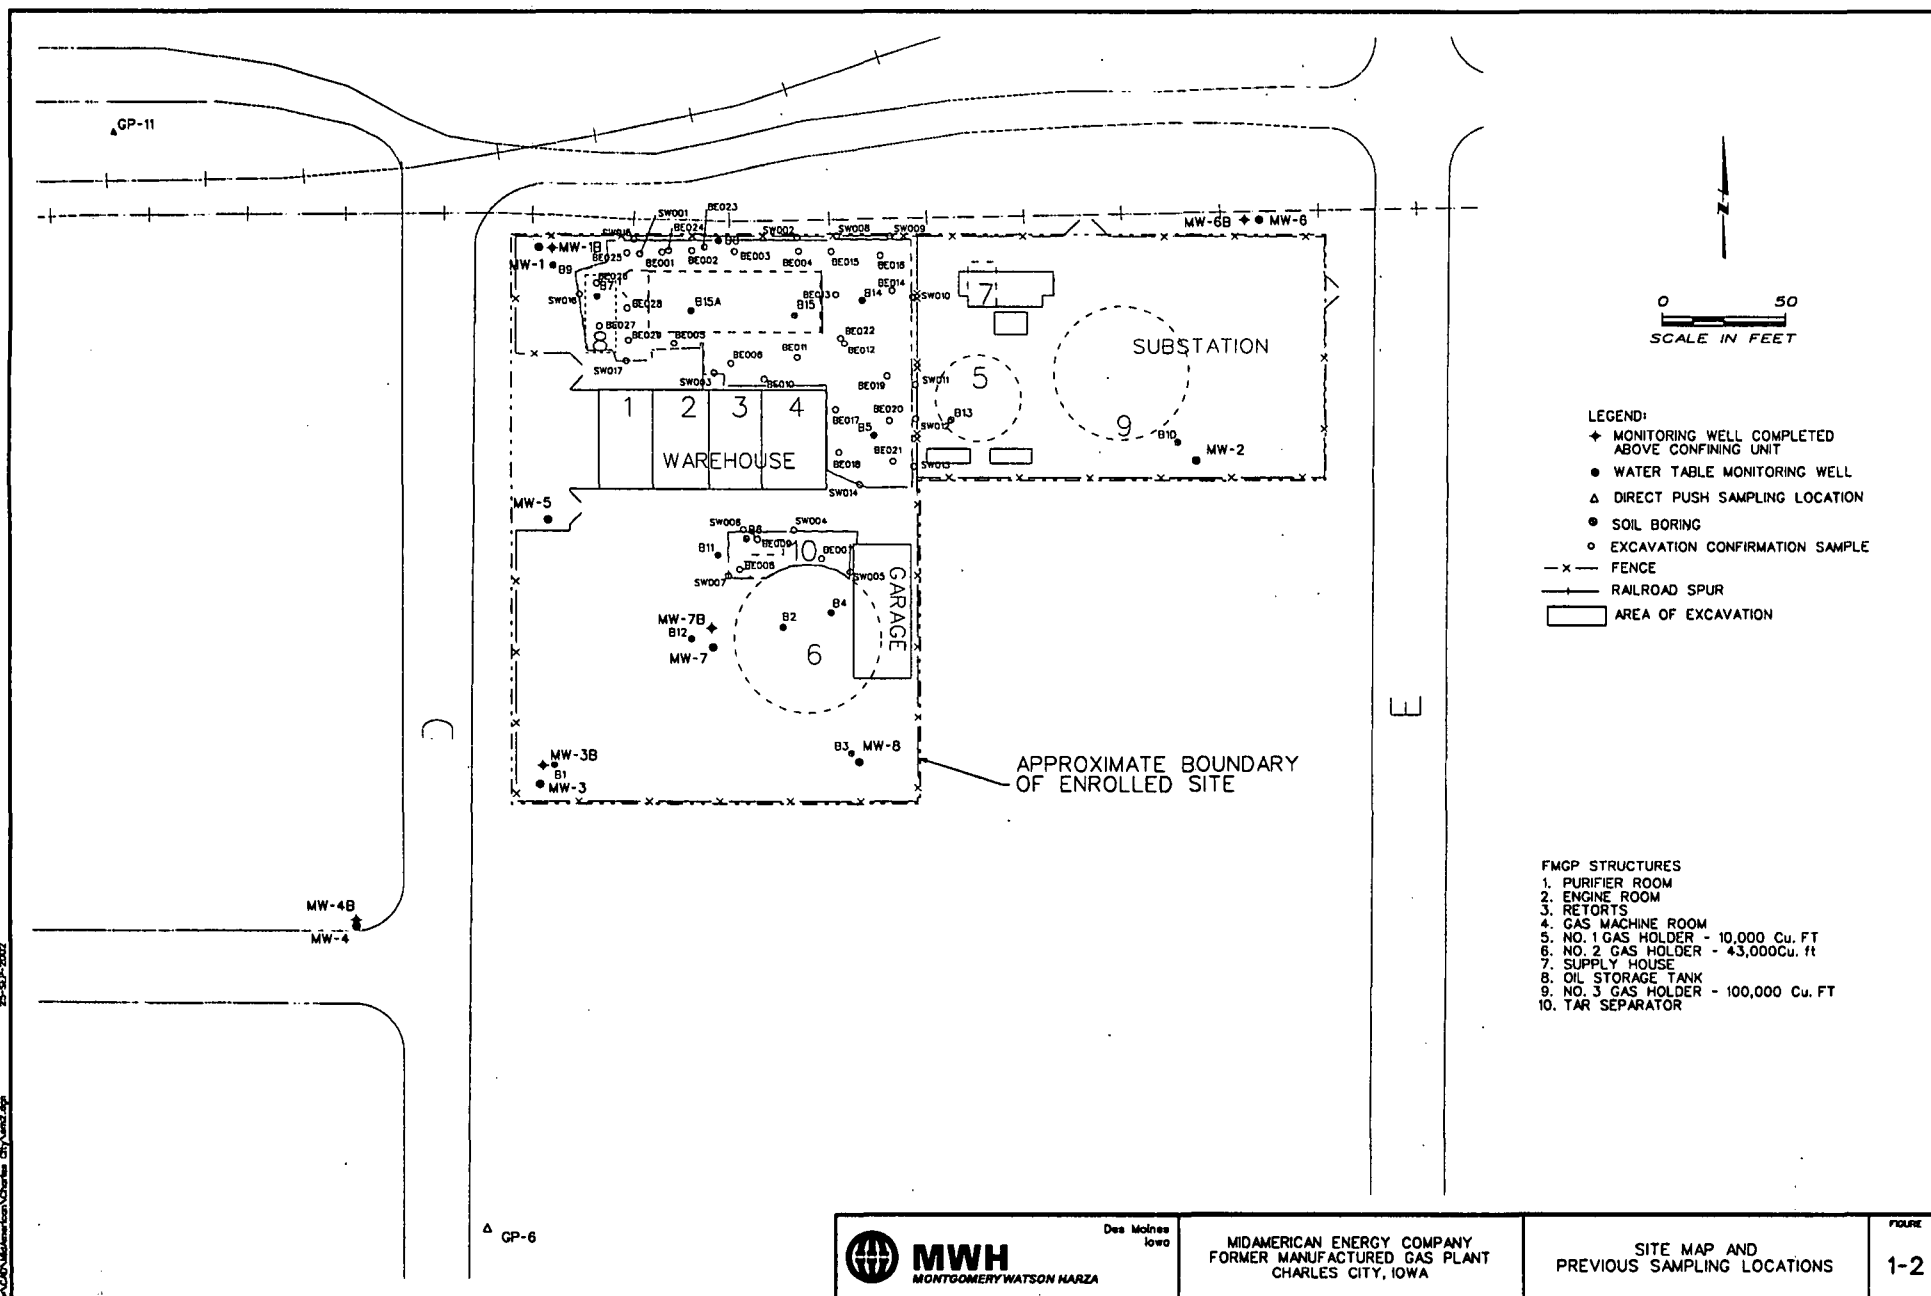 GP-11
N
MW-6B
MW-6
SW001
BE023
BE024
SW002
SW008
SW009
MW-1B
MW-1
B9
BE025
BE001
BE002
BE003
BE004
BE015
BE026
B7
SW016
BE028
B15A
B15
BE014
B14
SW010
BE027
8
BE029
BE005
BE022
BE012
BE011
BE006
SW017
SW003
BE010
BE019
SW011
7
5
SUBSTATION
9
B13
B10
MW-2
1
2
3
4
WAREHOUSE
BE017
BE020
B5
SW012
BE021
SW013
SW014
MW-5
SW006
SW004
BE009
10
B11
SW007
SW005
GARAGE
MW-7B
B12
MW-7
B2
B4
6
B3
MW-8
MW-3B
B1
MW-3
APPROXIMATE BOUNDARY
OF ENROLLED SITE
C
E
MW-4B
MW-4
GP-6
0
50
SCALE IN FEET
LEGEND:
MONITORING WELL COMPLETED
ABOVE CONFINING UNIT
WATER TABLE MONITORING WELL
DIRECT PUSH SAMPLING LOCATION
SOIL BORING
EXCAVATION CONFIRMATION SAMPLE
FENCE
RAILROAD SPUR
AREA OF EXCAVATION
FMGP STRUCTURES
1. PURIFIER ROOM
2. ENGINE ROOM
3. RETORTS
4. GAS MACHINE ROOM
5. NO. 1 GAS HOLDER - 10,000 Cu. FT
6. NO. 2 GAS HOLDER - 43,000Cu. ft
7. SUPPLY HOUSE
8. OIL STORAGE TANK
9. NO. 3 GAS HOLDER - 100,000 Cu. FT
10. TAR SEPARATOR
25-SEP-2002
MWH
MONTGOMERY WATSON HARZA
Des Moines
Iowa
MIDAMERICAN ENERGY COMPANY
FORMER MANUFACTURED GAS PLANT
CHARLES CITY, IOWA
SITE MAP AND
PREVIOUS SAMPLING LOCATIONS
FIGURE
1-2